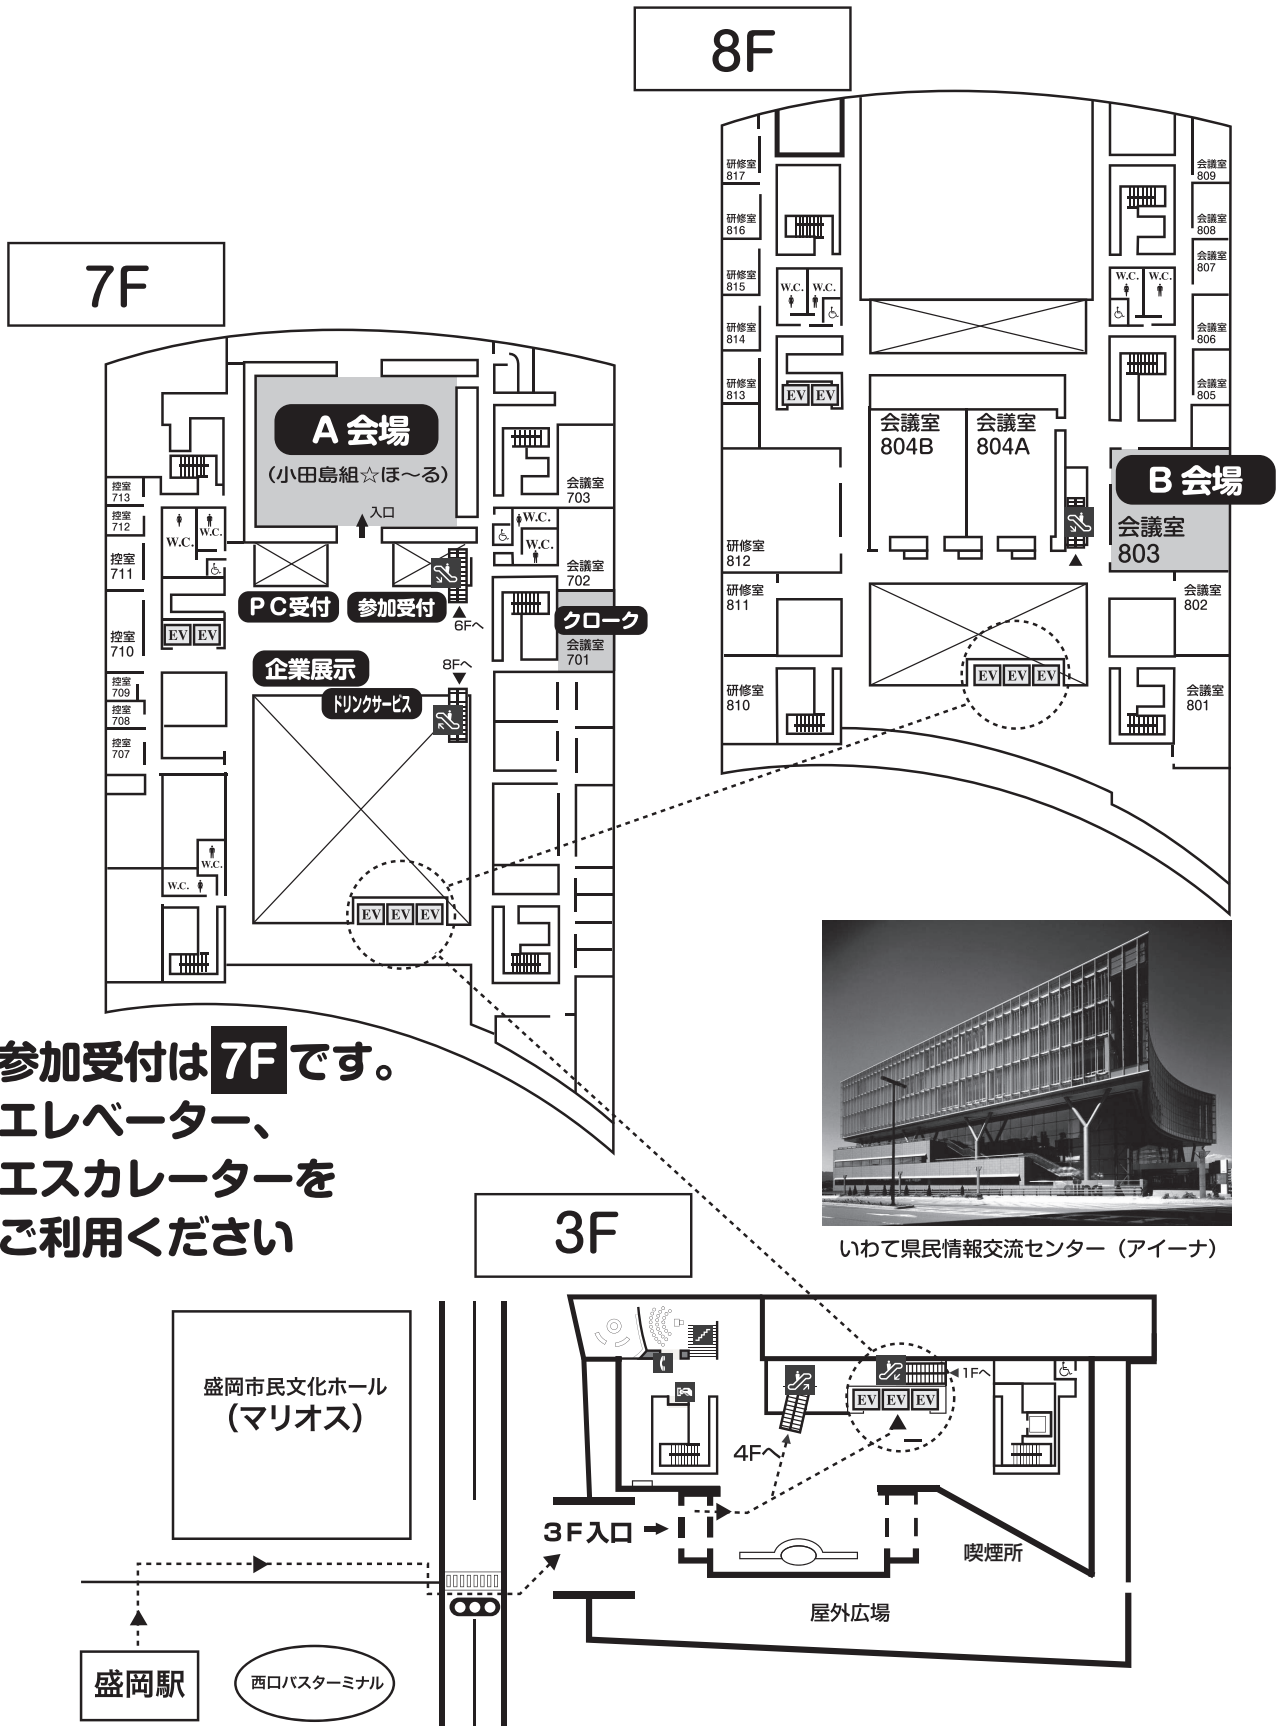 8F
研修室
817
研修室
816
研修室
815
研修室
814
研修室
813
研修室
812
研修室
811
研修室
810
W.C.
W.C.
EV
EV
会議室
804B
会議室
804A
W.C.
W.C.
会議室
809
会議室
808
会議室
807
会議室
806
会議室
805
B 会場
会議室
803
会議室
802
会議室
801
EV
EV
EV
7F
A 会場
(小田島組☆ほ〜る)
入口
控室
713
控室
712
控室
711
控室
710
控室
709
控室
708
控室
707
W.C.
W.C.
EV
EV
PC受付
参加受付
6Fへ
企業展示
ドリンクサービス
8Fへ
会議室
703
W.C.
W.C.
会議室
702
クローク
会議室
701
W.C.
W.C.
EV
EV
EV
参加受付は7Fです。
エレベーター、
エスカレーターを
ご利用ください
いわて県民情報交流センター（アイーナ）
3F
1Fへ
EV
EV
EV
4Fへ
3F入口
喫煙所
屋外広場
盛岡市民文化ホール
（マリオス）
盛岡駅
西口バスターミナル